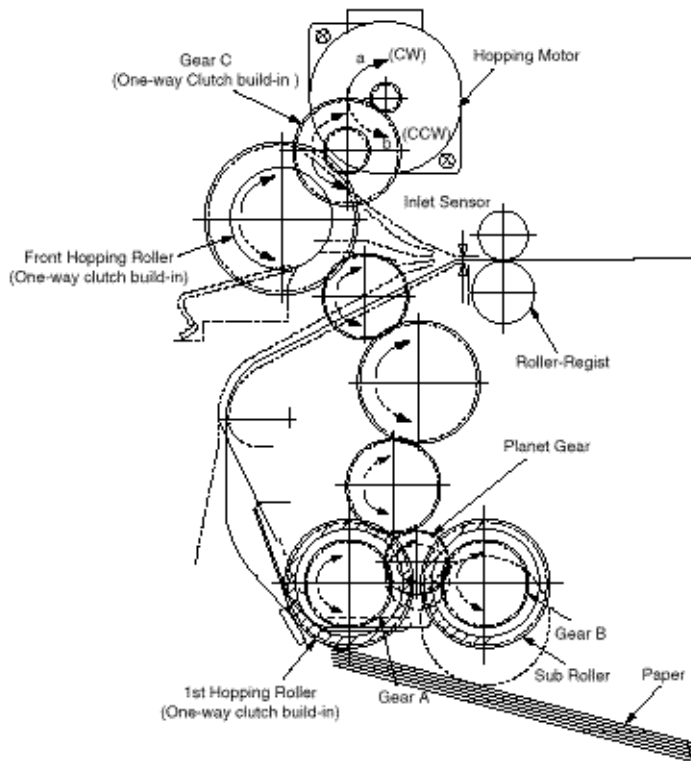 Gear C
(One-way Clutch build-in )
a
(CW)
Hopping Motor
(CCW)
b
Inlet Sensor
Front Hopping Roller
(One-way clutch build-in)
Roller-Regist
Planet Gear
Gear B
Sub Roller
1st Hopping Roller
(One-way clutch build-in)
Gear A
Paper